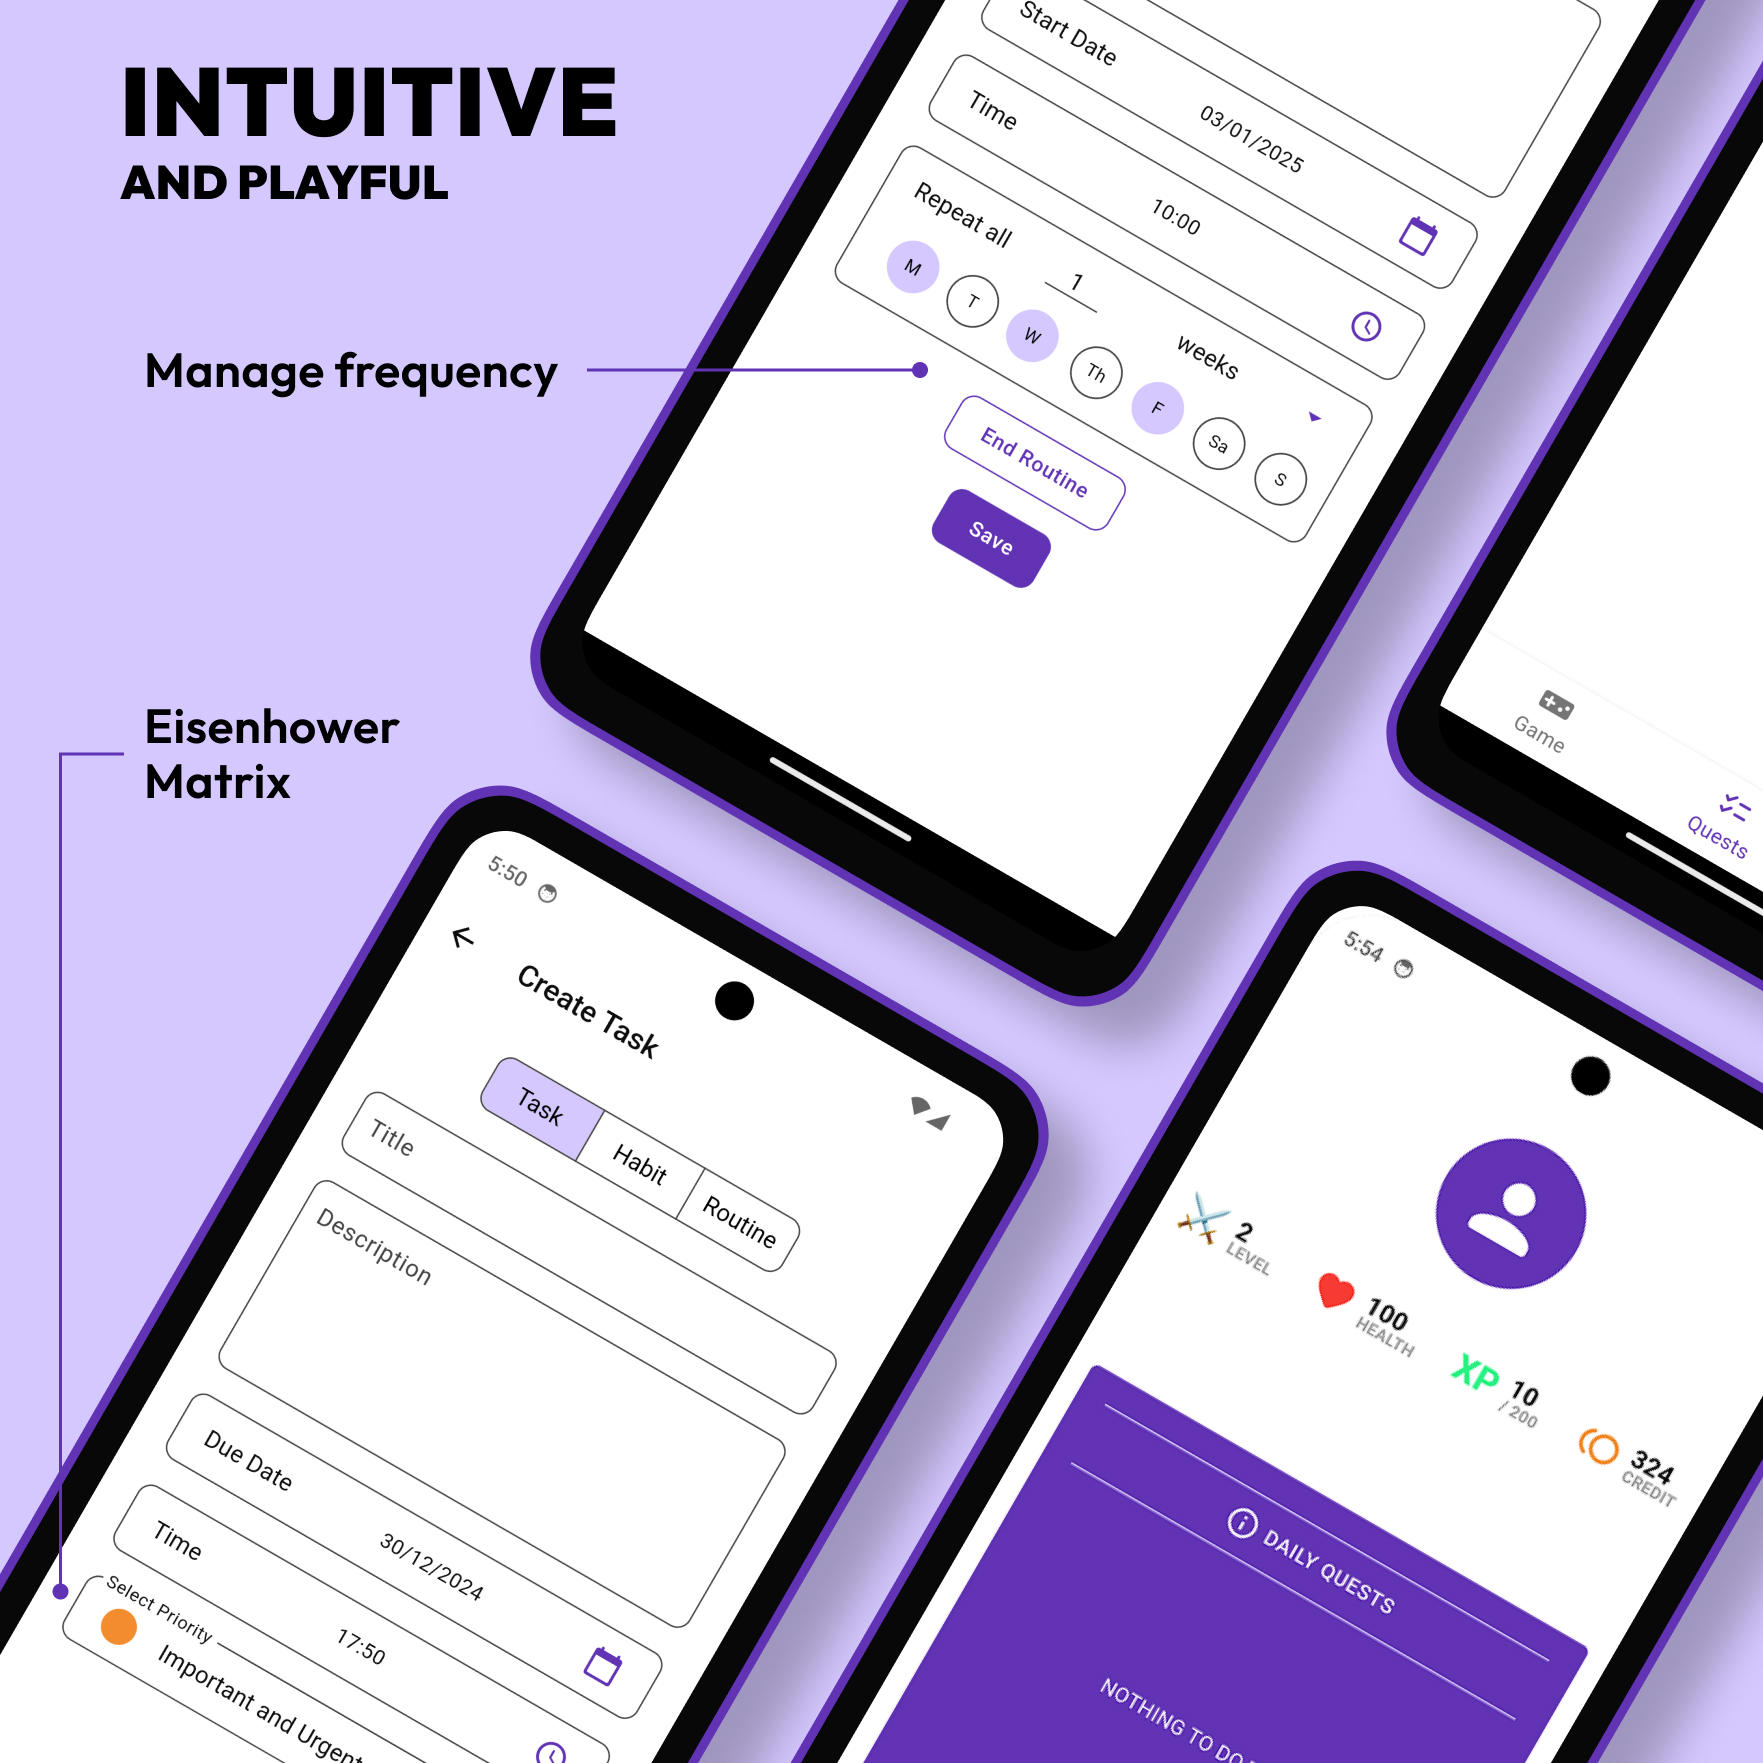 INTUITIVE
AND PLAYFUL
Manage frequency
Eisenhower
Matrix
Start Date
03/01/2025
Time
10:00
Repeat all
1
weeks
M
T
W
Th
F
Sa
S
End Routine
Save
Game
Quests
5:50
Create Task
Task
Habit
Routine
Title
Description
Due Date
30/12/2024
Time
17:50
Select Priority
Important and Urgent
5:54
2
LEVEL
100
HEALTH
XP
10
/ 200
324
CREDIT
DAILY QUESTS
NOTHING TO DO